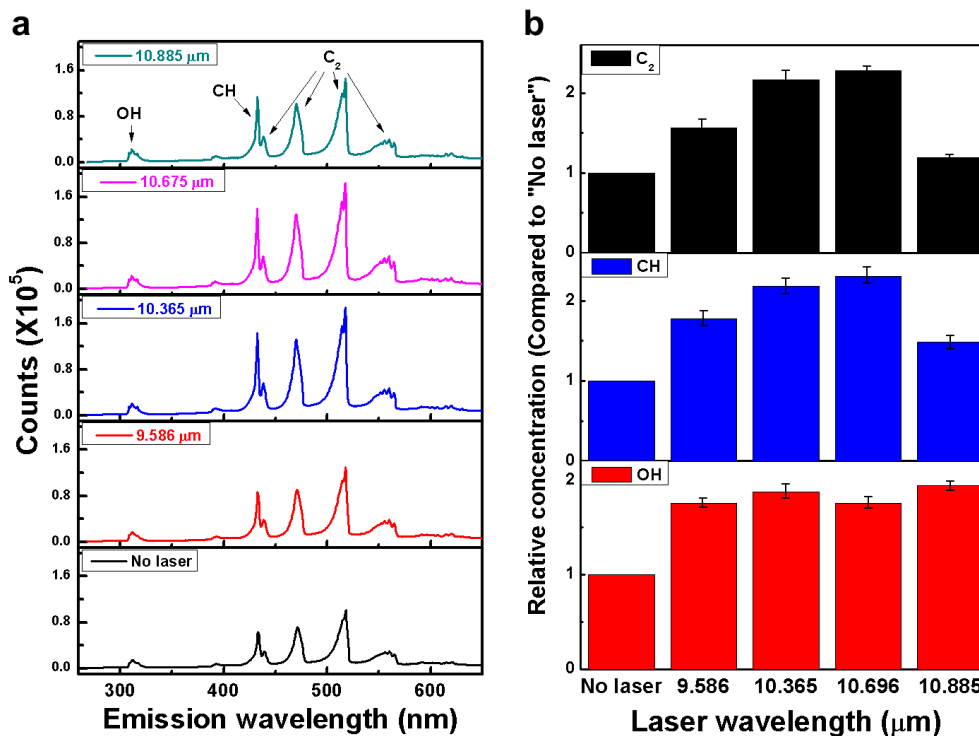 a
10.885 μm
OH
CH
C2
1.6
0.8
0.0
10.675 μm
1.6
0.8
0.0
10.365 μm
1.6
0.8
0.0
9.586 μm
1.6
0.8
0.0
No laser
1.6
0.8
0.0
300 400 500 600
Emission wavelength (nm)
Counts (X10^5)
b
C2
2
1
0
CH
2
1
0
OH
2
1
0
No laser 9.586 10.365 10.696 10.885
Laser wavelength (μm)
Relative concentration (Compared to "No laser")